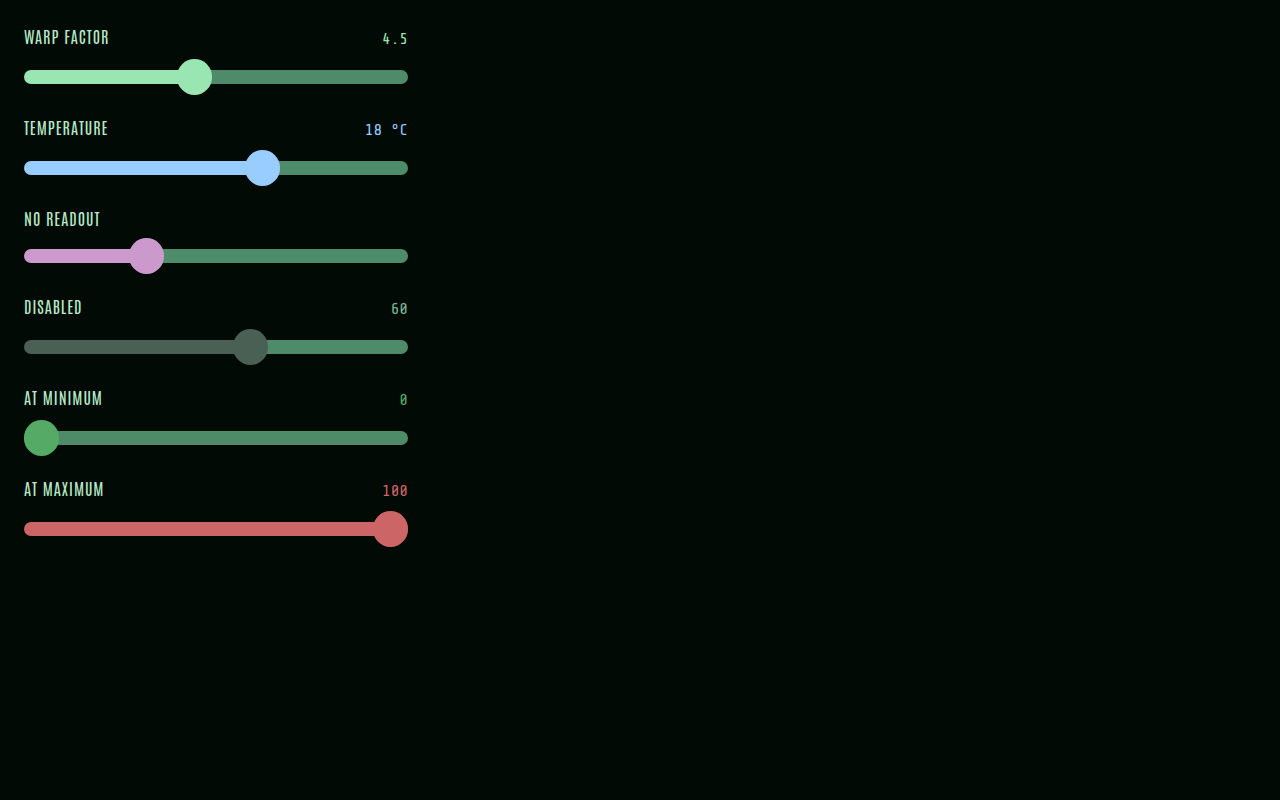 WARP FACTOR 4.5
TEMPERATURE 18 °C
NO READOUT
DISABLED 60
AT MINIMUM 0
AT MAXIMUM 100